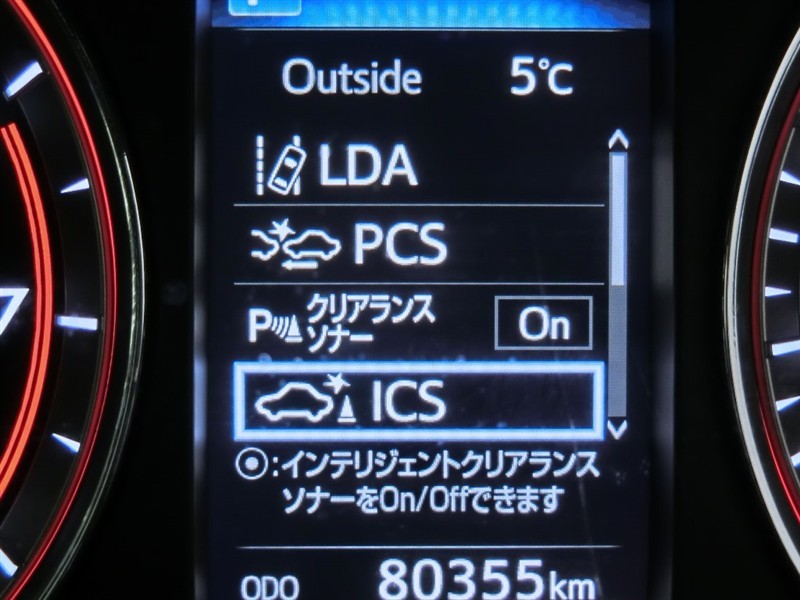 Outside 5℃
LDA
PCS
P クリアランス
ソナー On
ICS
◎:インテリジェントクリアランス
ソナーをOn/Offできます
ODO 80355km
7